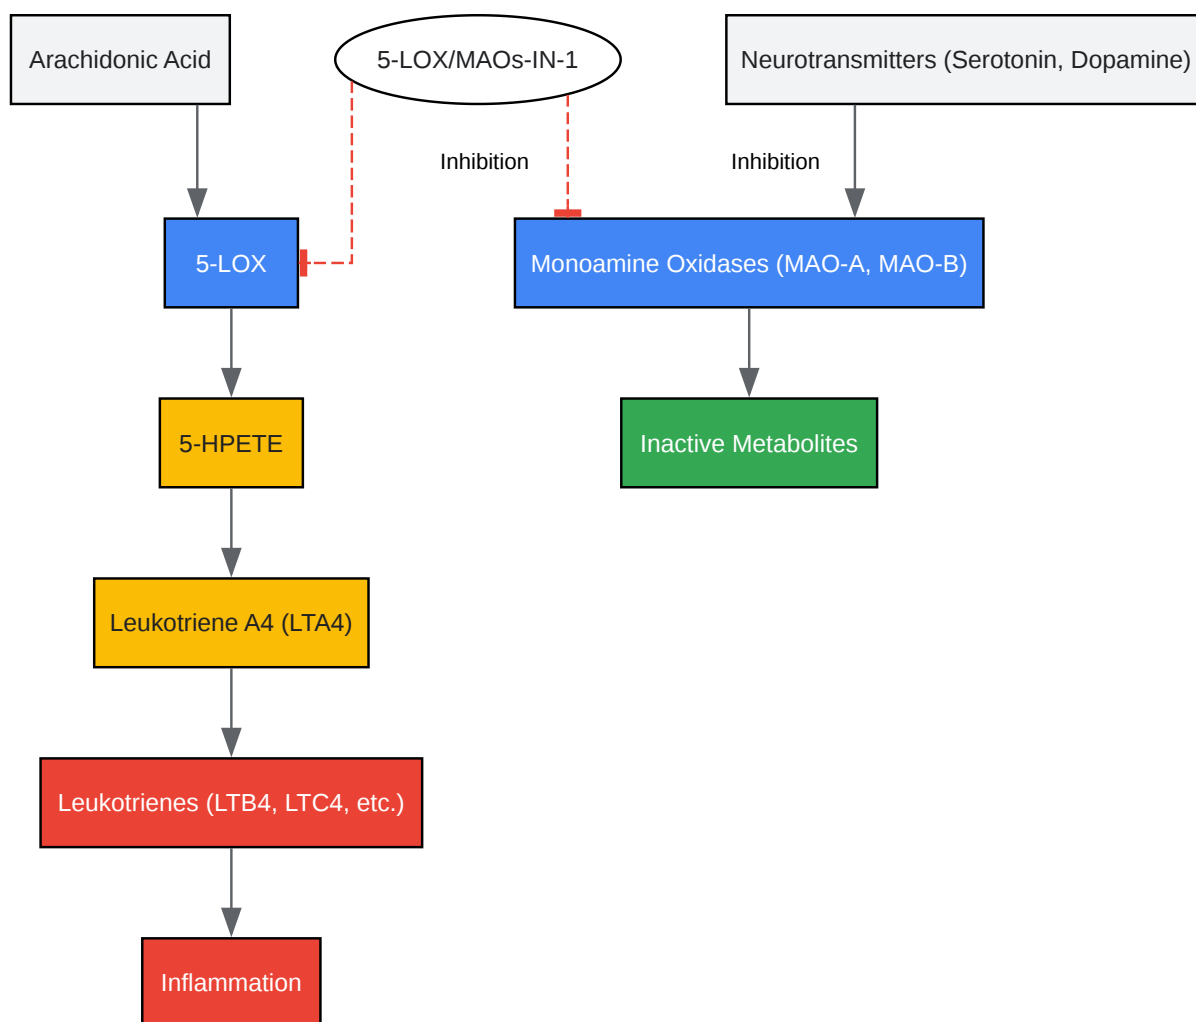 Arachidonic Acid
5-LOX/MAOs-IN-1
Neurotransmitters (Serotonin, Dopamine)
Inhibition
Inhibition
5-LOX
Monoamine Oxidases (MAO-A, MAO-B)
5-HPETE
Inactive Metabolites
Leukotriene A4 (LTA4)
Leukotrienes (LTB4, LTC4, etc.)
Inflammation